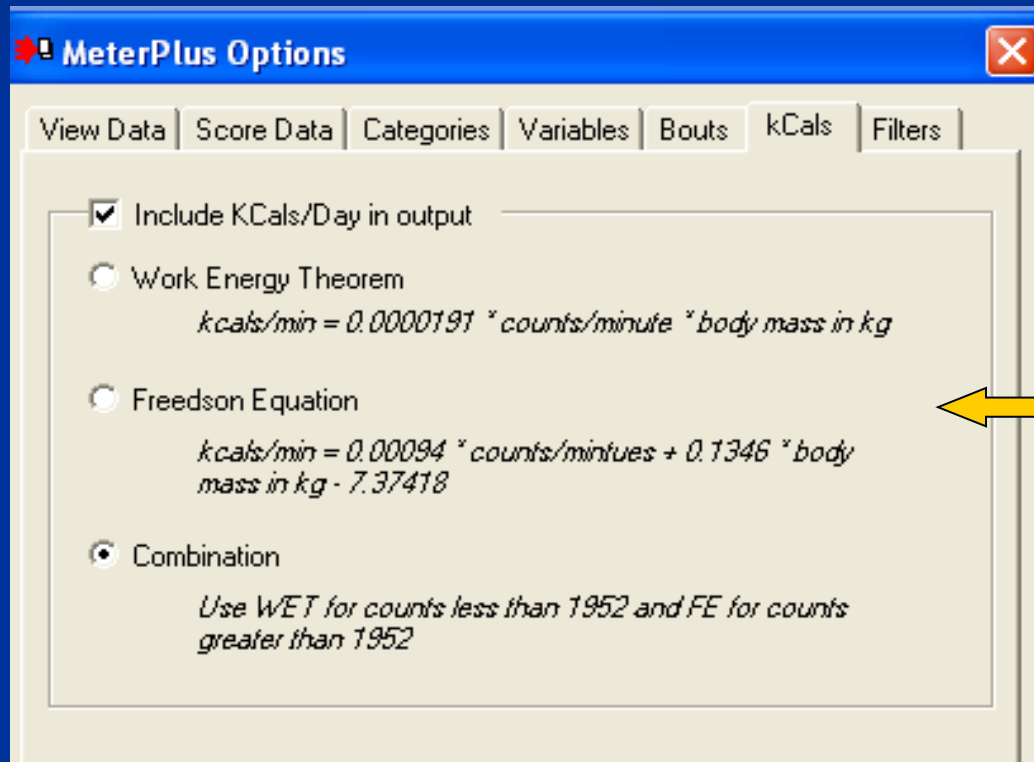 MeterPlus Options
View Data Score Data Categories Variables Bouts kCals Filters
Include KCals/Day in output
Work Energy Theorem
kcals/min = 0.0000191 * counts/minute * body mass in kg
Freedson Equation
kcals/min = 0.00094 * counts/mintues + 0.1346 * body
mass in kg - 7.37418
Combination
Use WET for counts less than 1952 and FE for counts
greater than 1952